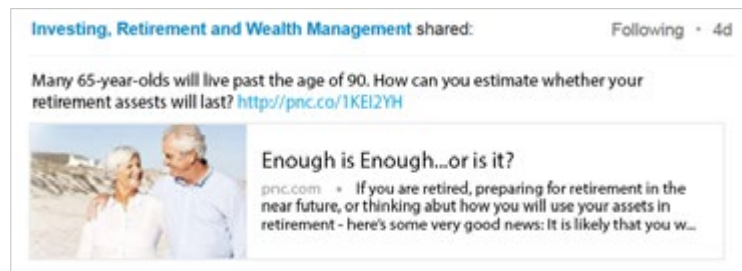 Investing, Retirement and Wealth Management shared: Following • 4d
Many 65-year-olds will live past the age of 90. How can you estimate whether your
retirement assests will last? http://pnc.co/1KEI2YH
Enough is Enough...or is it?
pnc.com • If you are retired, preparing for retirement in the
near future, or thinking abut how you will use your assets in
retirement - here's some very good news: It is likely that you w...